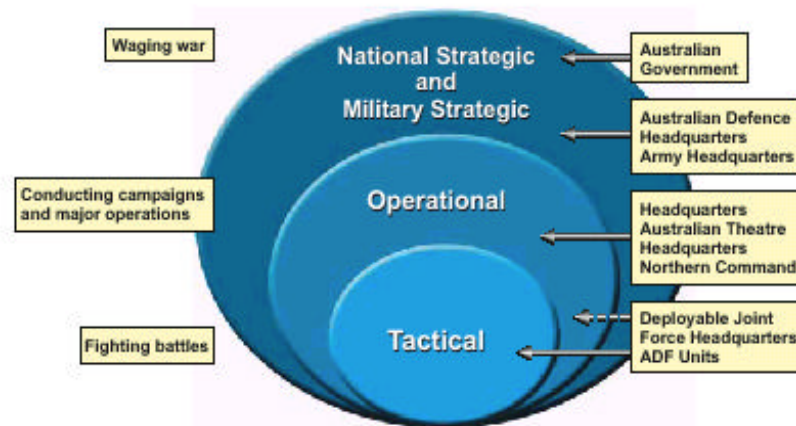 Waging war
National Strategic
and
Military Strategic
Australian
Government
Australian Defence
Headquarters
Army Headquarters
Conducting campaigns
and major operations
Operational
Headquarters
Australian Theatre
Headquarters
Northern Command
Fighting battles
Tactical
Deployable Joint
Force Headquarters
ADF Units